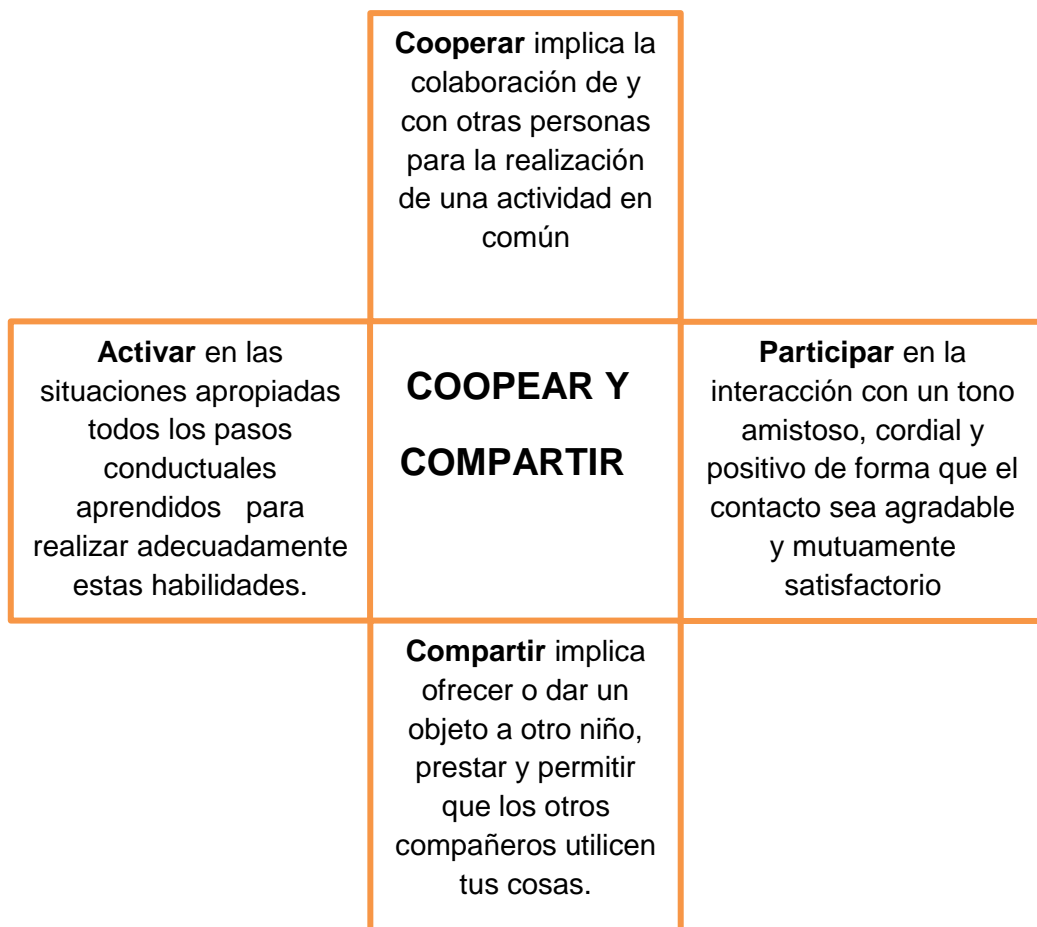 Cooperar implica la
colaboración de y
con otras personas
para la realización
de una actividad en
común
Activar en las
situaciones apropiadas
todos los pasos
conductuales
aprendidos para
realizar adecuadamente
estas habilidades.
COOPEAR Y
COMPARTIR
Participar en la
interacción con un tono
amistoso, cordial y
positivo de forma que el
contacto sea agradable
y mutuamente
satisfactorio
Compartir implica
ofrecer o dar un
objeto a otro niño,
prestar y permitir
que los otros
compañeros utilicen
tus cosas.